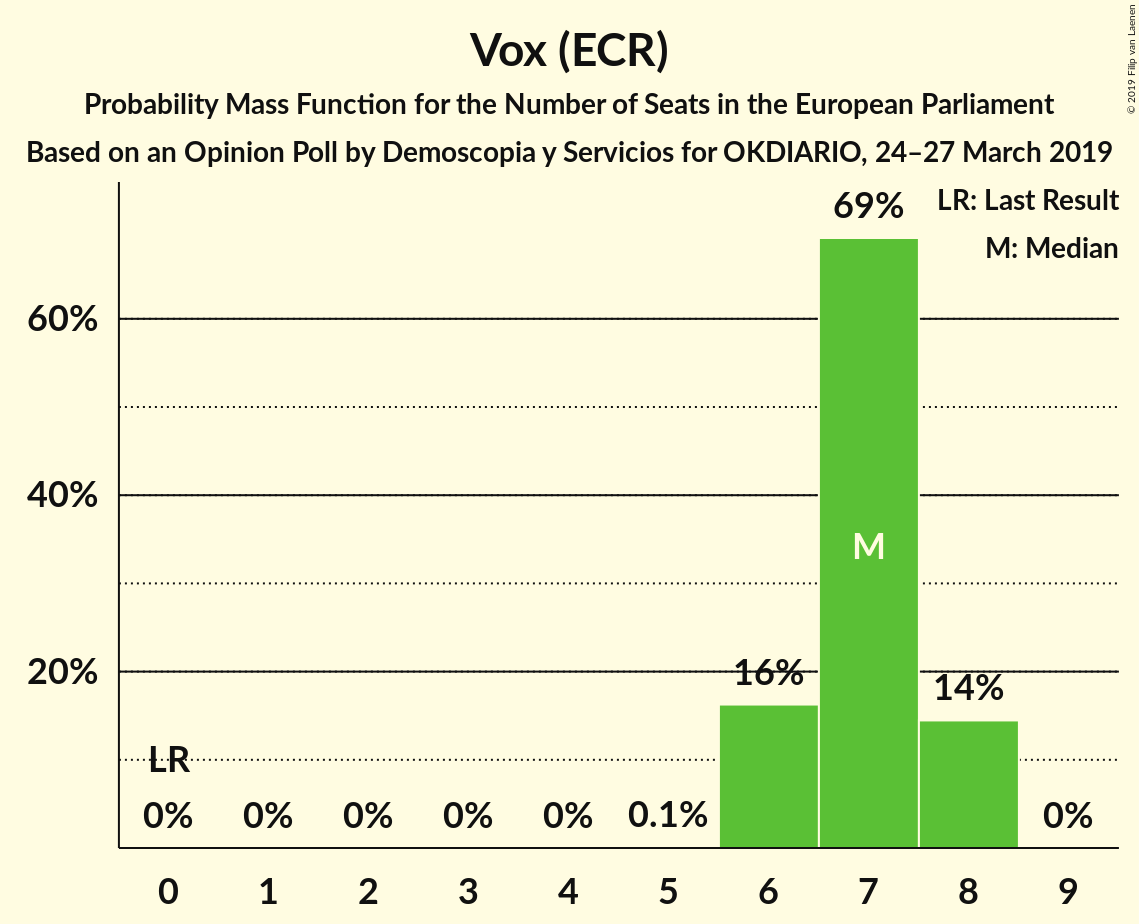 © 2019 Filip van Laenen
Vox (ECR)
Probability Mass Function for the Number of Seats in the European Parliament
Based on an Opinion Poll by Demoscopia y Servicios for OKDIARIO, 24–27 March 2019
LR: Last Result
M: Median
69%
60%
40%
M
20%
16%
14%
LR
0% 0% 0% 0% 0% 0.1% 0%
0 1 2 3 4 5 6 7 8 9